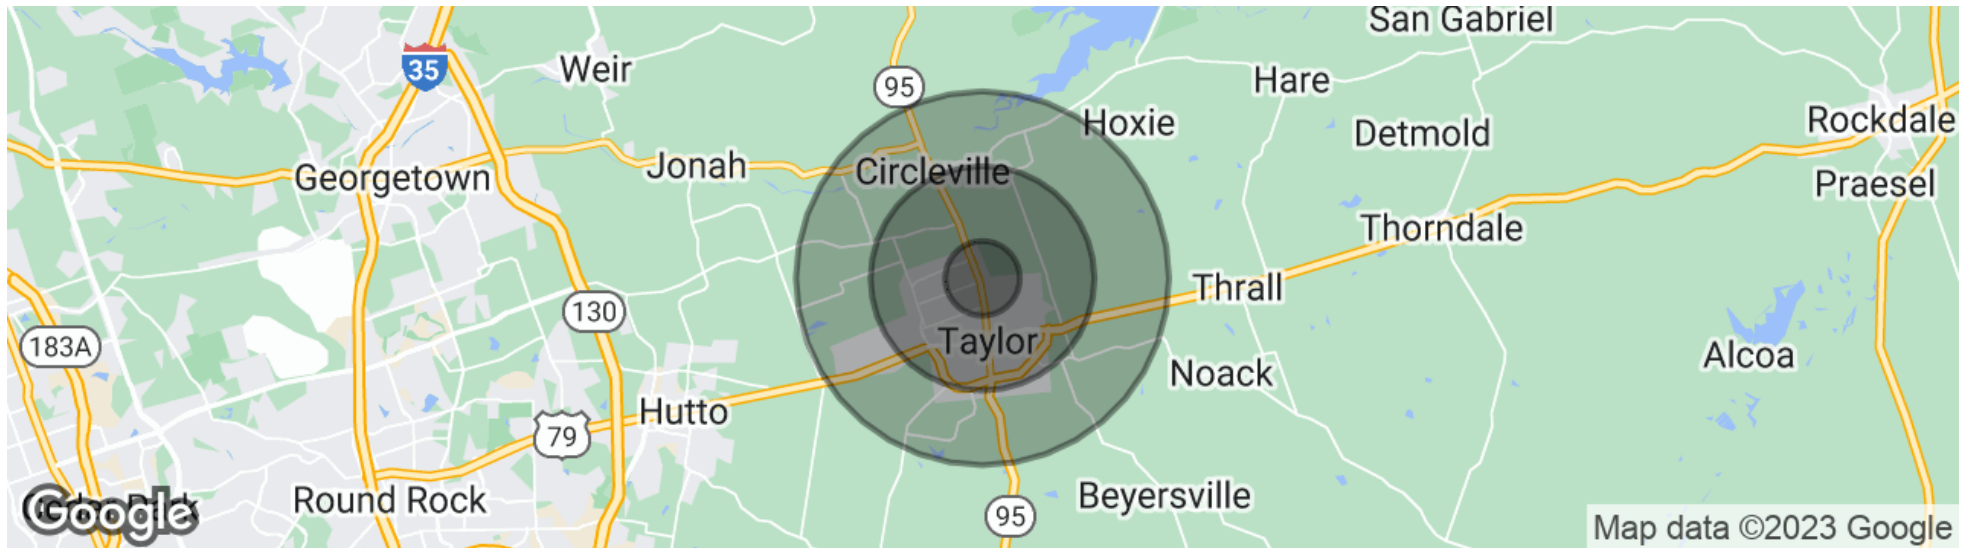 San Gabriel
35
Weir
95
Hare
Hoxie
Rockdale
Detmold
Jonah
Circleville
Georgetown
Praesel
Thorndale
Thrall
130
Taylor
183A
Alcoa
Noack
Hutto
79
Beyersville
Round Rock
Google
95
Map data ©2023 Google